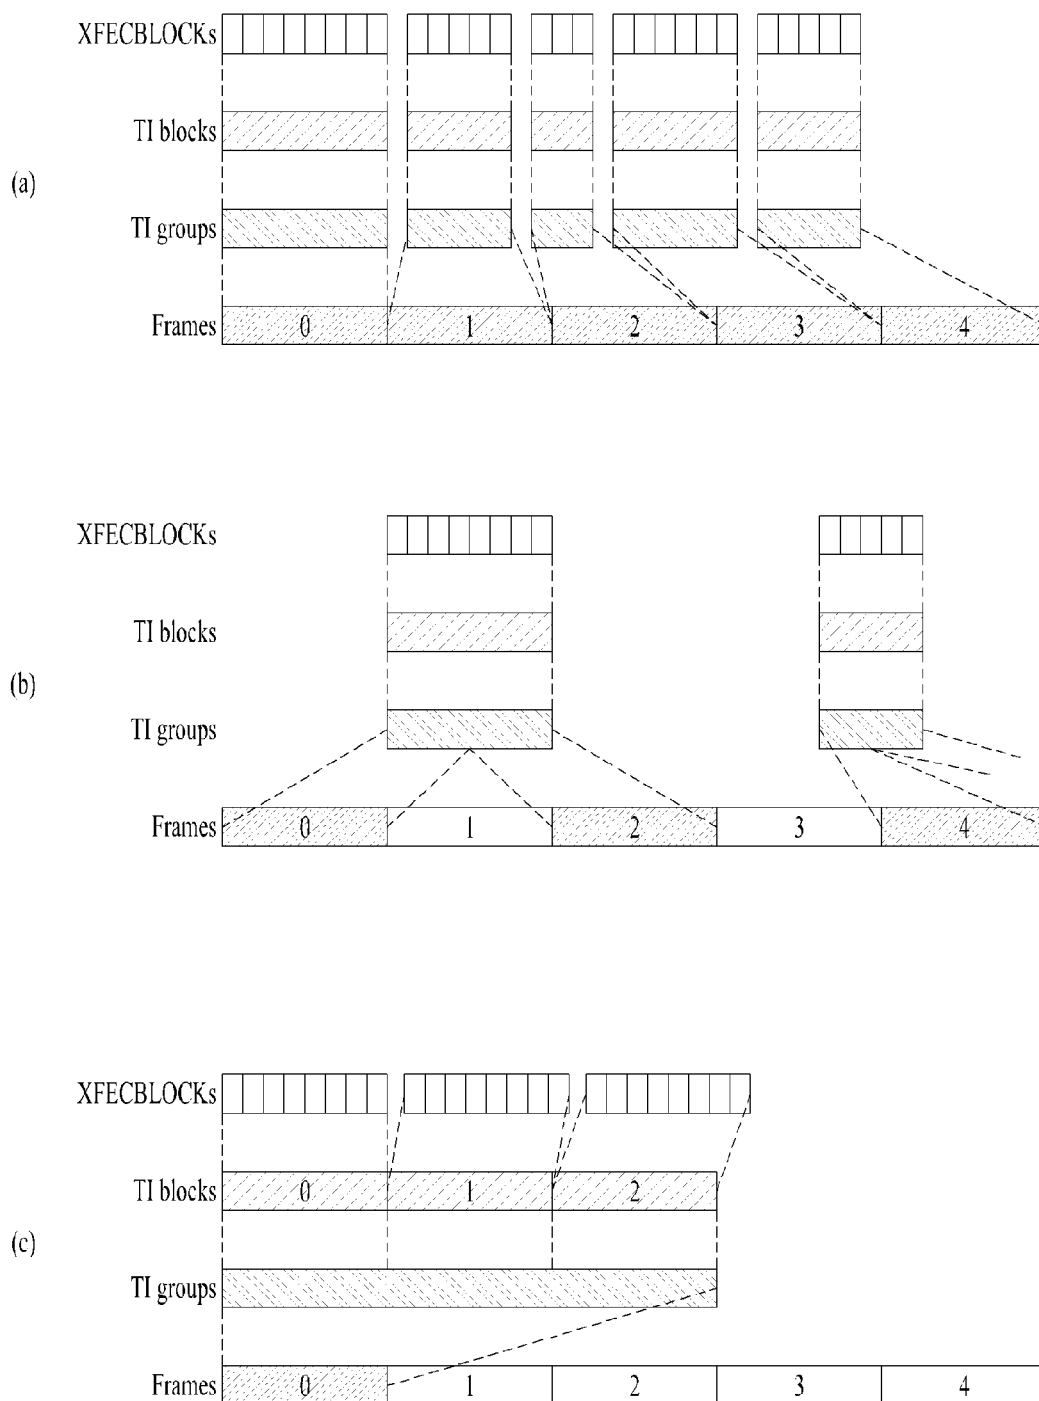 XFECBLOCKs
TI blocks
(a)
TI groups
Frames 0 1 2 3 4
XFECBLOCKs
TI blocks
(b)
TI groups
Frames 0 1 2 3 4
XFECBLOCKs
TI blocks 0 1 2
(c)
TI groups
Frames 0 1 2 3 4